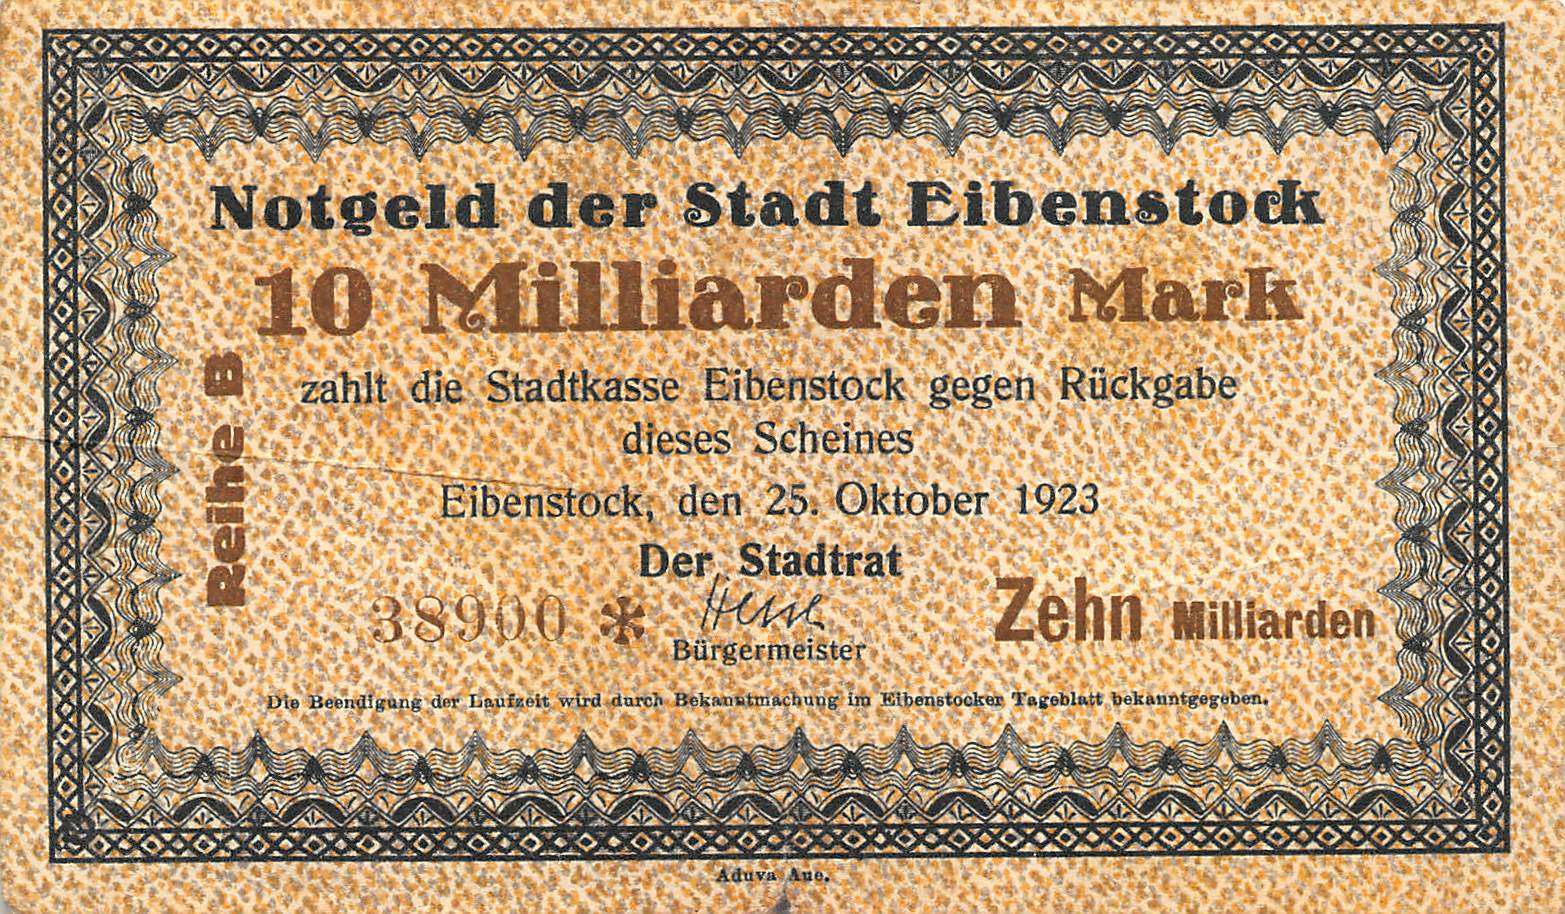 Notgeld der Stadt Eibenstock
10 Milliarden Mark
zahlt die Stadtkasse Eibenstock gegen Rückgabe
dieses Scheines
Eibenstock, den 25. Oktober 1923
Der Stadtrat
Reihe B
38900 *
Hesse
Bürgermeister
Zehn Milliarden
Die Beendigung der Laufzeit wird durch Bekanntmachung im Eibenstocker Tageblatt bekanntgegeben.
Aduva Aue.